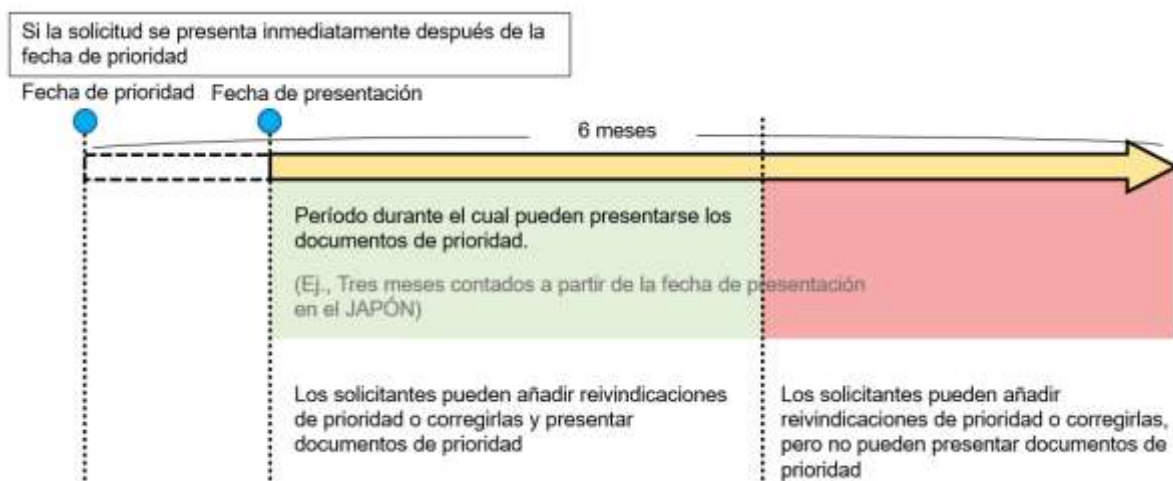 Si la solicitud se presenta inmediatamente después de la
fecha de prioridad
Fecha de prioridad Fecha de presentación
6 meses
Período durante el cual pueden presentarse los
documentos de prioridad.
(Ej., Tres meses contados a partir de la fecha de presentación
en el JAPÓN)
Los solicitantes pueden añadir reivindicaciones
de prioridad o corregirlas y presentar
documentos de prioridad
Los solicitantes pueden añadir
reivindicaciones de prioridad o corregirlas,
pero no pueden presentar documentos de
prioridad